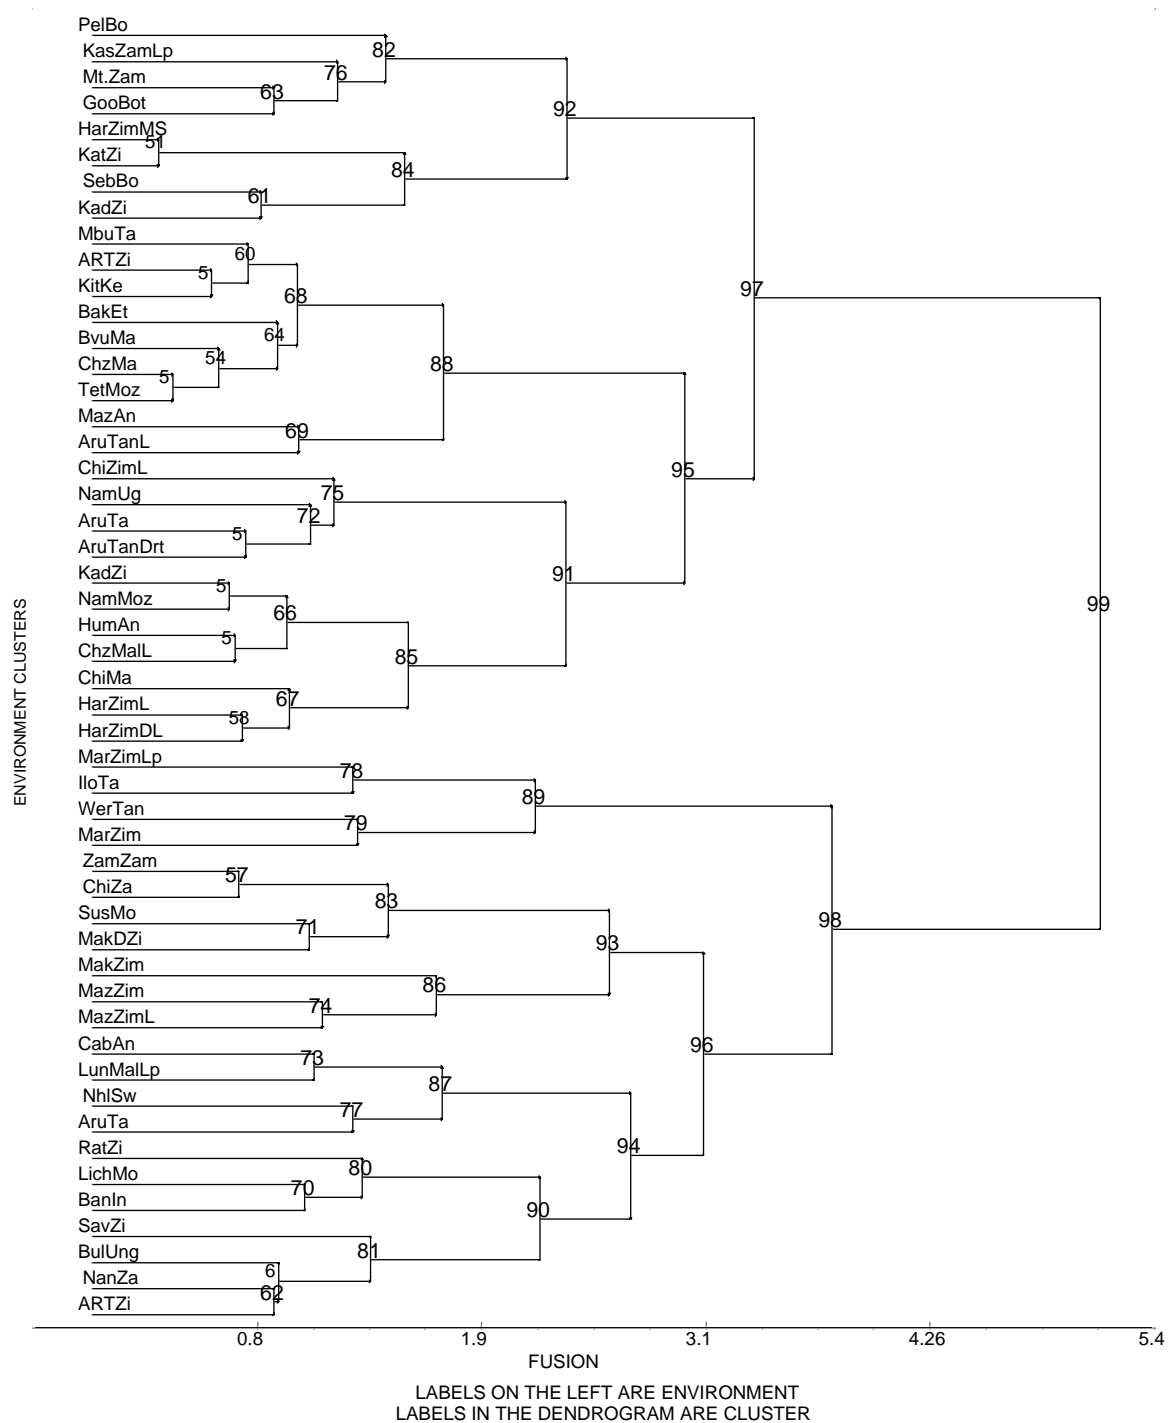 PelBo
KasZamLp
82
76
Mt.Zam
63
GooBot
92
HarZimMS
51
KatZi
84
SebBo
61
KadZi
MbuTa
60
ARTZi
5
KitKe
97
68
BakEt
64
BvuMa
54
88
ChzMa
5
TetMoz
MazAn
69
AruTanL
ChiZimL
95
NamUg
75
72
AruTa
5
AruTanDrt
KadZi
91
5
NamMoz
66
99
HumAn
5
ChzMalL
85
ChiMa
67
HarZimL
58
HarZimDL
MarZimLp
78
IloTa
89
WerTan
79
MarZim
ZamZam
57
ChiZa
83
SusMo
71
98
MakDZi
93
MakZim
86
MazZim
74
MazZimL
CabAn
96
73
LunMalLp
87
NhlSw
77
AruTa
RatZi
94
80
LichMo
70
BanIn
90
SavZi
BulUng
81
6
NanZa
62
ARTZi
ENVIRONMENT CLUSTERS
0.8 1.9 3.1 4.26 5.4
FUSION
LABELS ON THE LEFT ARE ENVIRONMENT
LABELS IN THE DENDROGRAM ARE CLUSTER